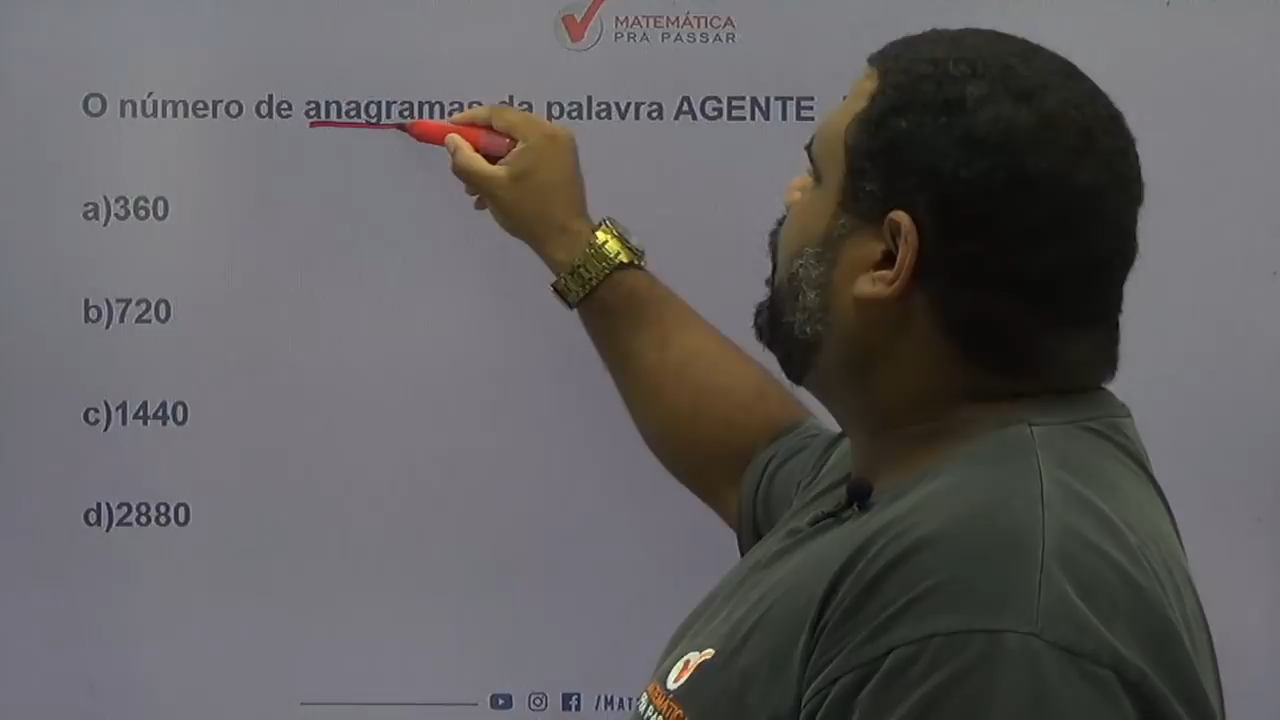 MATEMÁTICA
PRA PASSAR
O número de anagramas da palavra AGENTE
a)360
b)720
c)1440
d)2880